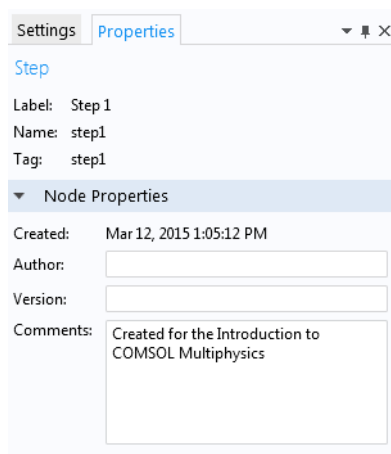 Settings Properties
Step
Label: Step 1
Name: step1
Tag: step1
Node Properties
Created: Mar 12, 2015 1:05:12 PM
Author:
Version:
Comments: Created for the Introduction to
COMSOL Multiphysics